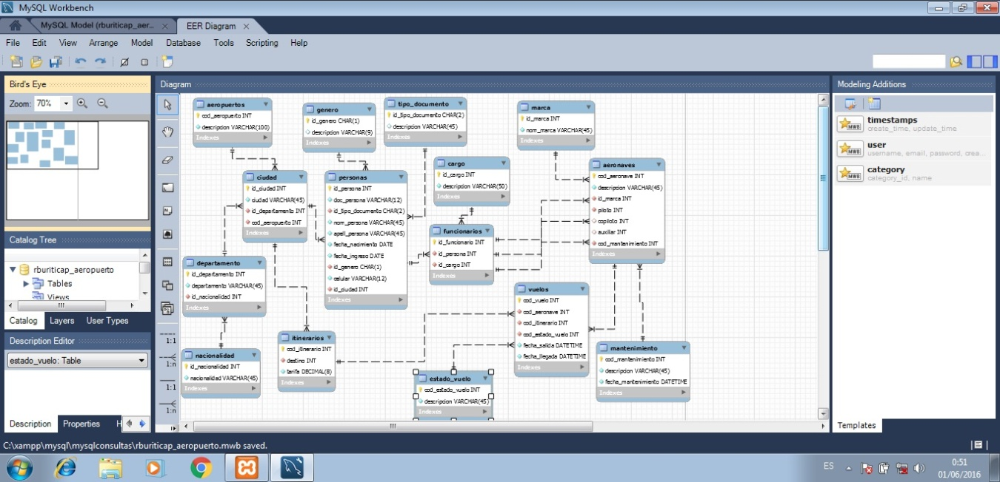 MySQL Workbench
MySQL Model (rburiticap_aer...
EER Diagram
File Edit View Arrange Model Database Tools Scripting Help
Bird's Eye
Zoom: 70%
Catalog Tree
rburiticap_aeropuerto
Tables
Views
Catalog Layers User Types
Description Editor
estado_vuelo: Table
Description Properties H
Diagram
1:1
1:n
1:1
1:n
aeropuertos
cod_aeropuerto INT
descripcion VARCHAR(100)
Indexes
genero
id_genero CHAR(1)
descripcion VARCHAR(9)
Indexes
tipo_documento
id_tipo_documento CHAR(2)
descripcion VARCHAR(45)
Indexes
marca
id_marca INT
nom_marca VARCHAR(45)
Indexes
ciudad
id_ciudad INT
ciudad VARCHAR(45)
id_departamento INT
cod_aeropuerto INT
Indexes
personas
id_persona INT
doc_persona VARCHAR(12)
id_tipo_documento CHAR(2)
nom_persona VARCHAR(45)
apell_persona VARCHAR(45)
fecha_nacimiento DATE
fecha_ingreso DATE
id_genero CHAR(1)
celular VARCHAR(12)
id_ciudad INT
Indexes
cargo
id_cargo INT
descripcion VARCHAR(50)
Indexes
aeronaves
cod_aeronave INT
descripcion VARCHAR(45)
id_marca INT
piloto INT
copiloto INT
auxiliar INT
cod_mantenimiento INT
Indexes
funcionarios
id_funcionario INT
id_persona INT
id_cargo INT
Indexes
departamento
id_departamento INT
departamento VARCHAR(45)
id_nacionalidad INT
Indexes
vuelos
cod_vuelo INT
cod_aeronave INT
cod_itinerario INT
cod_estado_vuelo INT
fecha_salida DATETIME
fecha_llegada DATETIME
Indexes
nacionalidad
id_nacionalidad INT
nacionalidad VARCHAR(45)
Indexes
itinerarios
cod_itinerario INT
destino INT
tarifa DECIMAL(8)
Indexes
estado_vuelo
cod_estado_vuelo INT
descripcion VARCHAR(45)
Indexes
mantenimiento
cod_mantenimiento INT
descripcion VARCHAR(45)
fecha_mantenimiento DATETIME
Indexes
Modeling Additions
timestamps
create_time, update_time
user
username, email, password, crea...
category
category_id, name
MWB
MWB
MWB
Templates
C:\xampp\mysql\mysqlconsultas\rburiticap_aeropuerto.mwb saved.
ES
0:51
01/06/2016